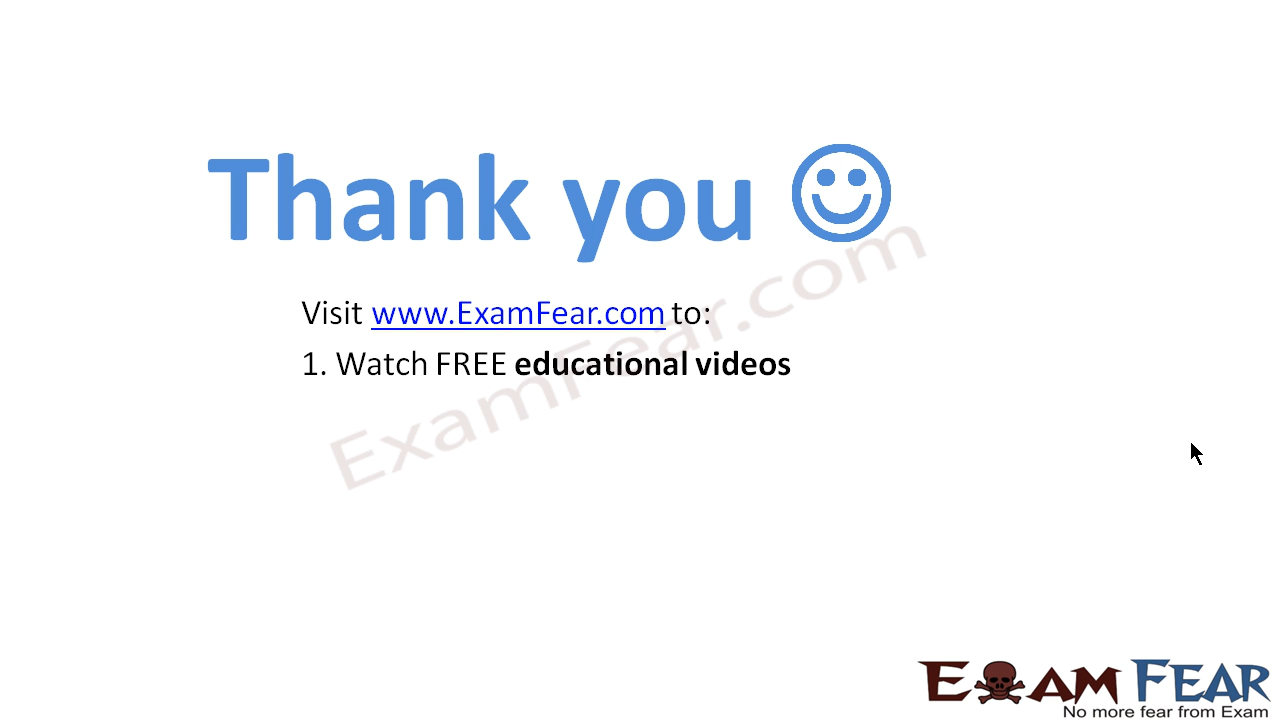 Thank you ☺
Visit www.ExamFear.com to:
1. Watch FREE educational videos
ExamFear.com
EXAM FEAR
No more fear from Exam